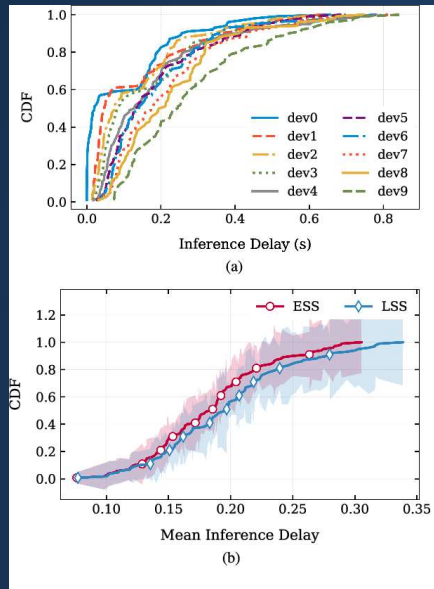 1.0
0.8
0.6
0.4
0.2
0.0
CDF
dev0 dev5
dev1 dev6
dev2 dev7
dev3 dev8
dev4 dev9
0.0 0.2 0.4 0.6 0.8
Inference Delay (s)
(a)
ESS LSS
1.2
1.0
0.8
0.6
0.4
0.2
0.0
CDF
0.10 0.15 0.20 0.25 0.30 0.35
Mean Inference Delay
(b)